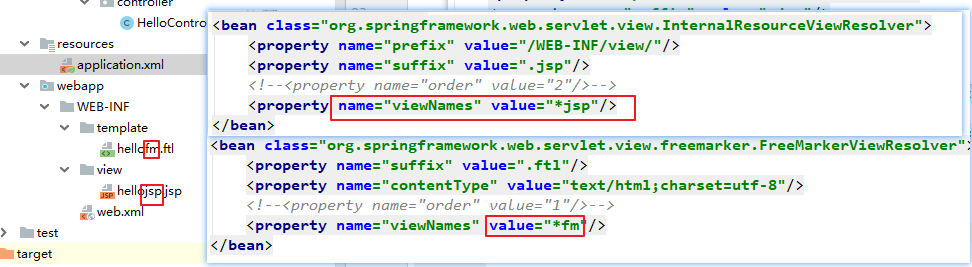 controller
HelloContro
resources
application.xml
webapp
WEB-INF
template
hellofm.ftl
view
hellojsp.jsp
web.xml
test
target
<bean class="org.springframework.web.servlet.view.InternalResourceViewResolver">
<property name="prefix" value="/WEB-INF/view/"/>
<property name="suffix" value=".jsp"/>
<!--<property name="order" value="2"/>-->
<property name="viewNames" value="*jsp"/>
</bean>
<bean class="org.springframework.web.servlet.view.freemarker.FreeMarkerViewResolver">
<property name="suffix" value=".ftl"/>
<property name="contentType" value="text/html;charset=utf-8"/>
<!--<property name="order" value="1"/>-->
<property name="viewNames" value="*fm"/>
</bean>